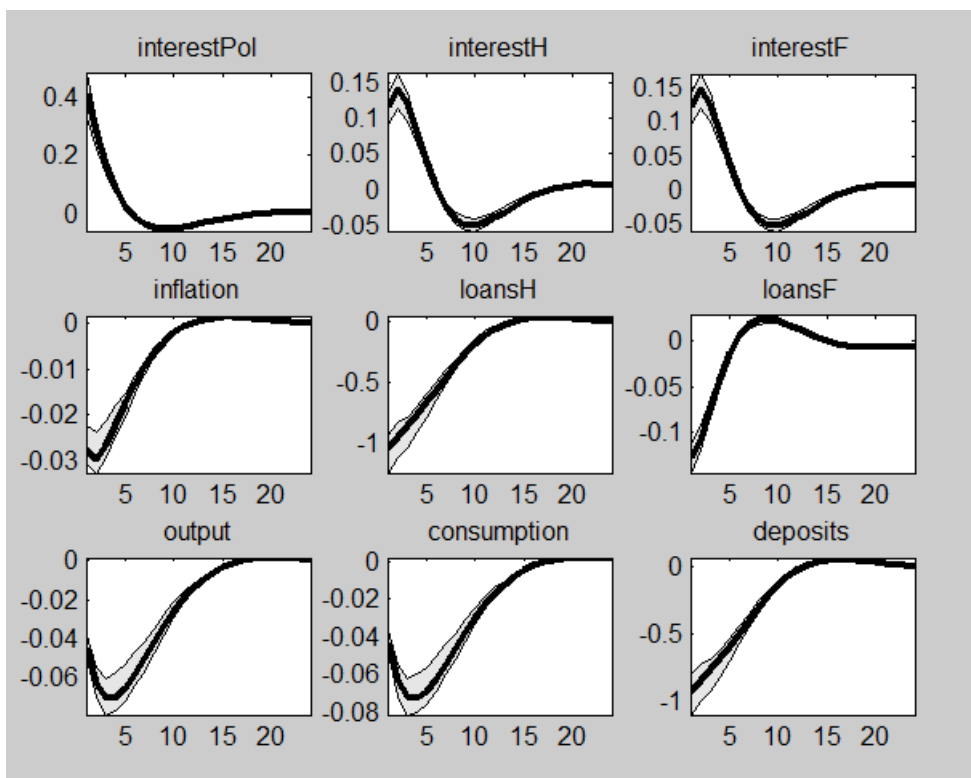 interestPol interestH interestF
0.4 0.15 0.15
0.1 0.1
0.2 0.05 0.05
0 0 0
-0.05 -0.05
5 10 15 20 5 10 15 20 5 10 15 20
inflation loansH loansF
0 0 0
-0.01 -0.5 -0.05
-0.02 -1 -0.1
-0.03
5 10 15 20 5 10 15 20 5 10 15 20
output consumption deposits
0 0 0
-0.02 -0.02 -0.5
-0.04 -0.04 -1
-0.06 -0.06
-0.08
5 10 15 20 5 10 15 20 5 10 15 20